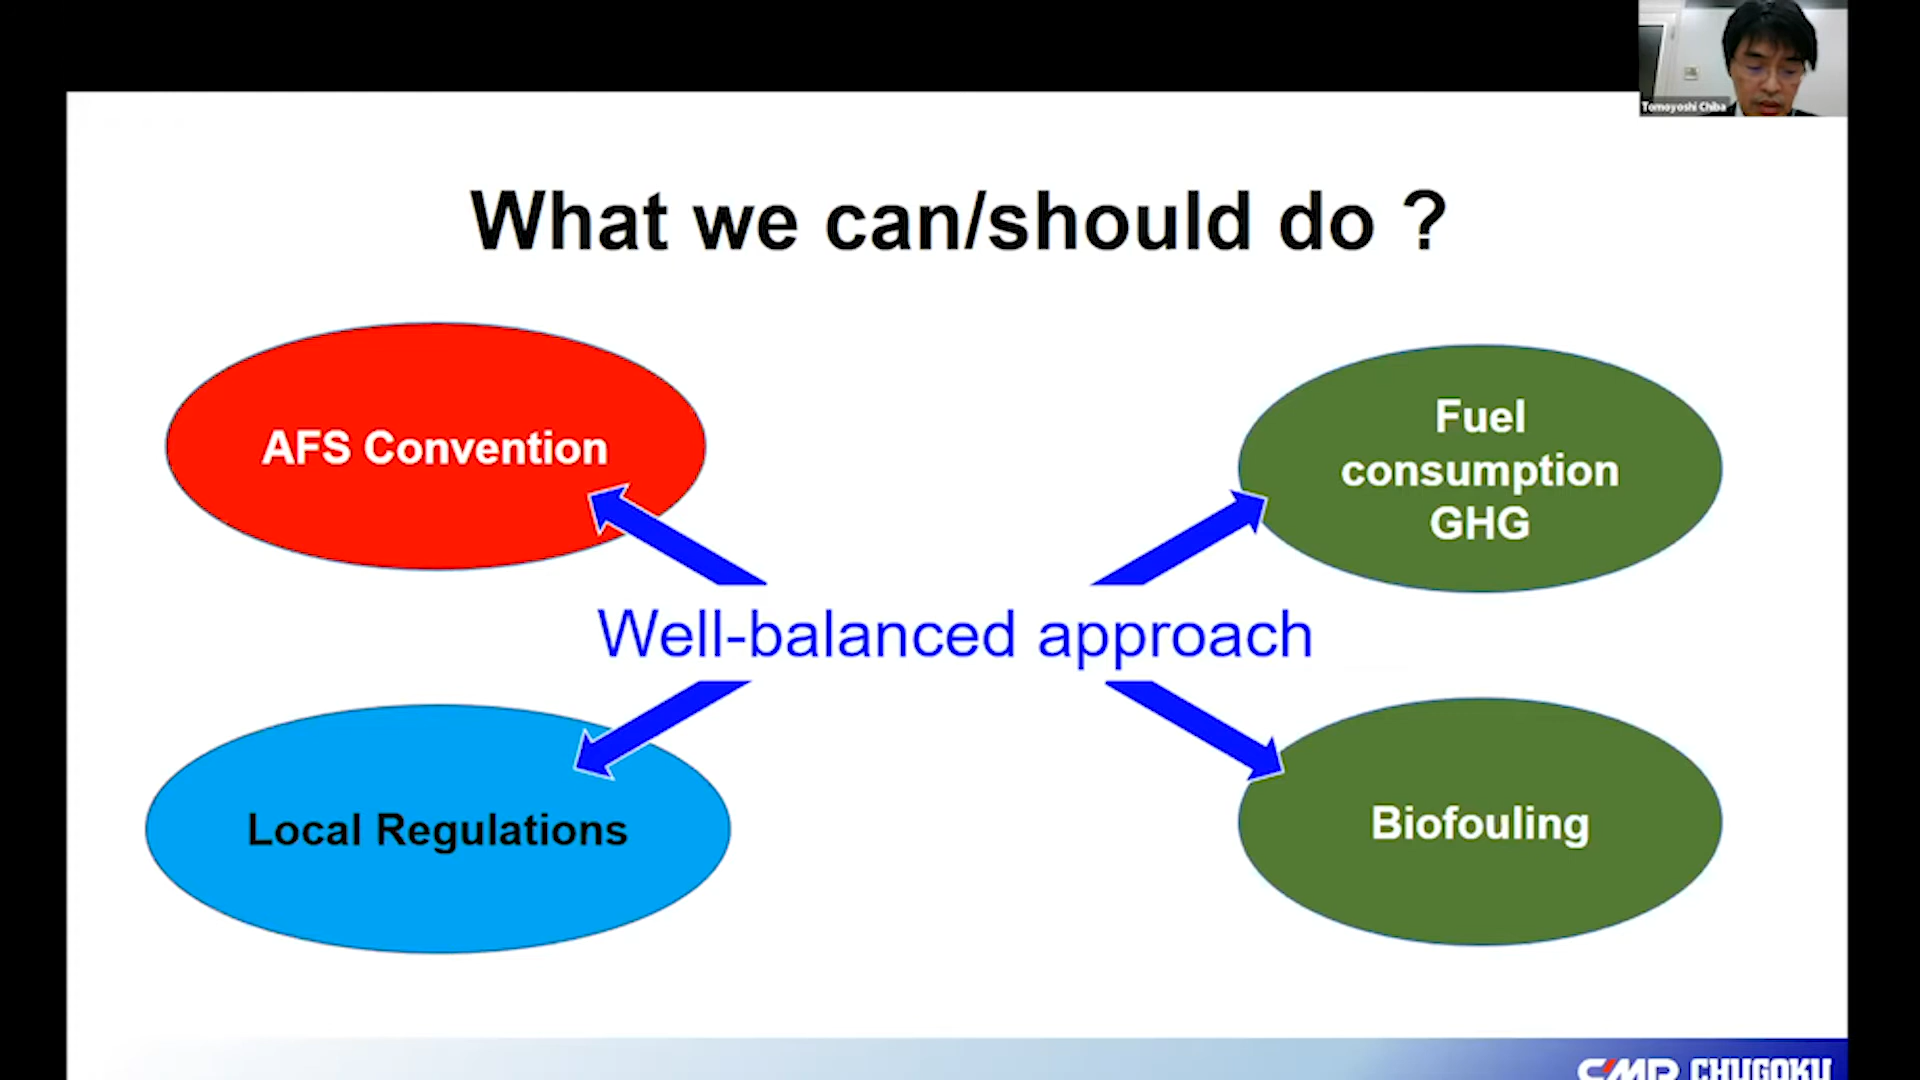 Tomoyoshi Chiba
What we can/should do ?
AFS Convention
Fuel
consumption
GHG
Well-balanced approach
Local Regulations
Biofouling
CMP CHUGOKU